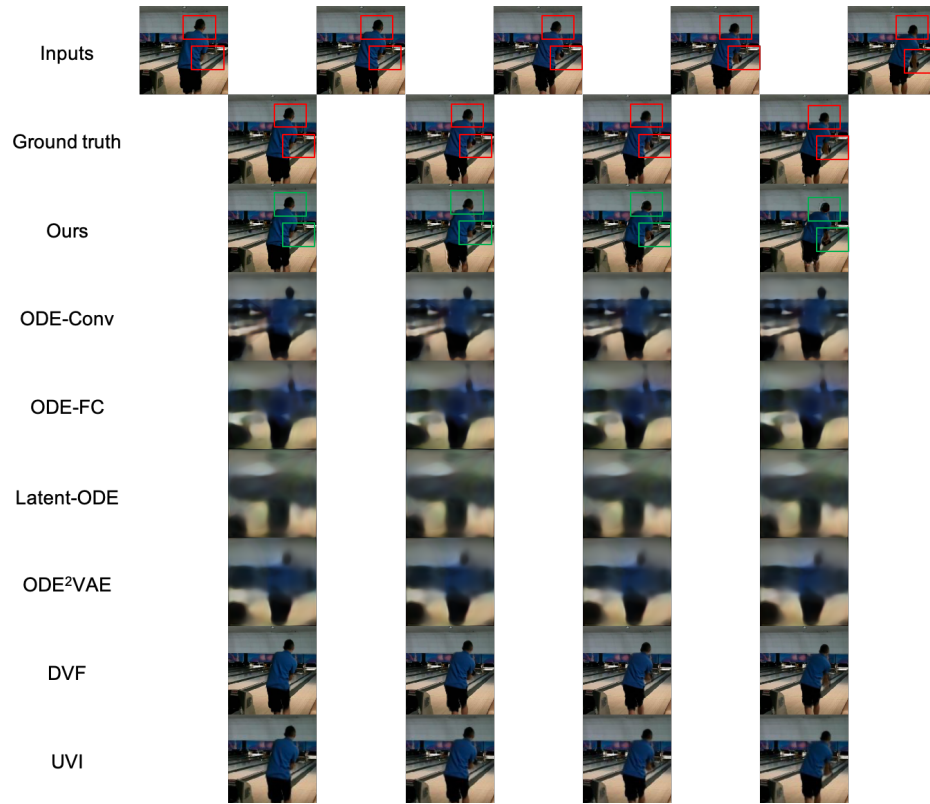 Inputs
Ground truth
Ours
ODE-Conv
ODE-FC
Latent-ODE
ODE²VAE
DVF
UVI